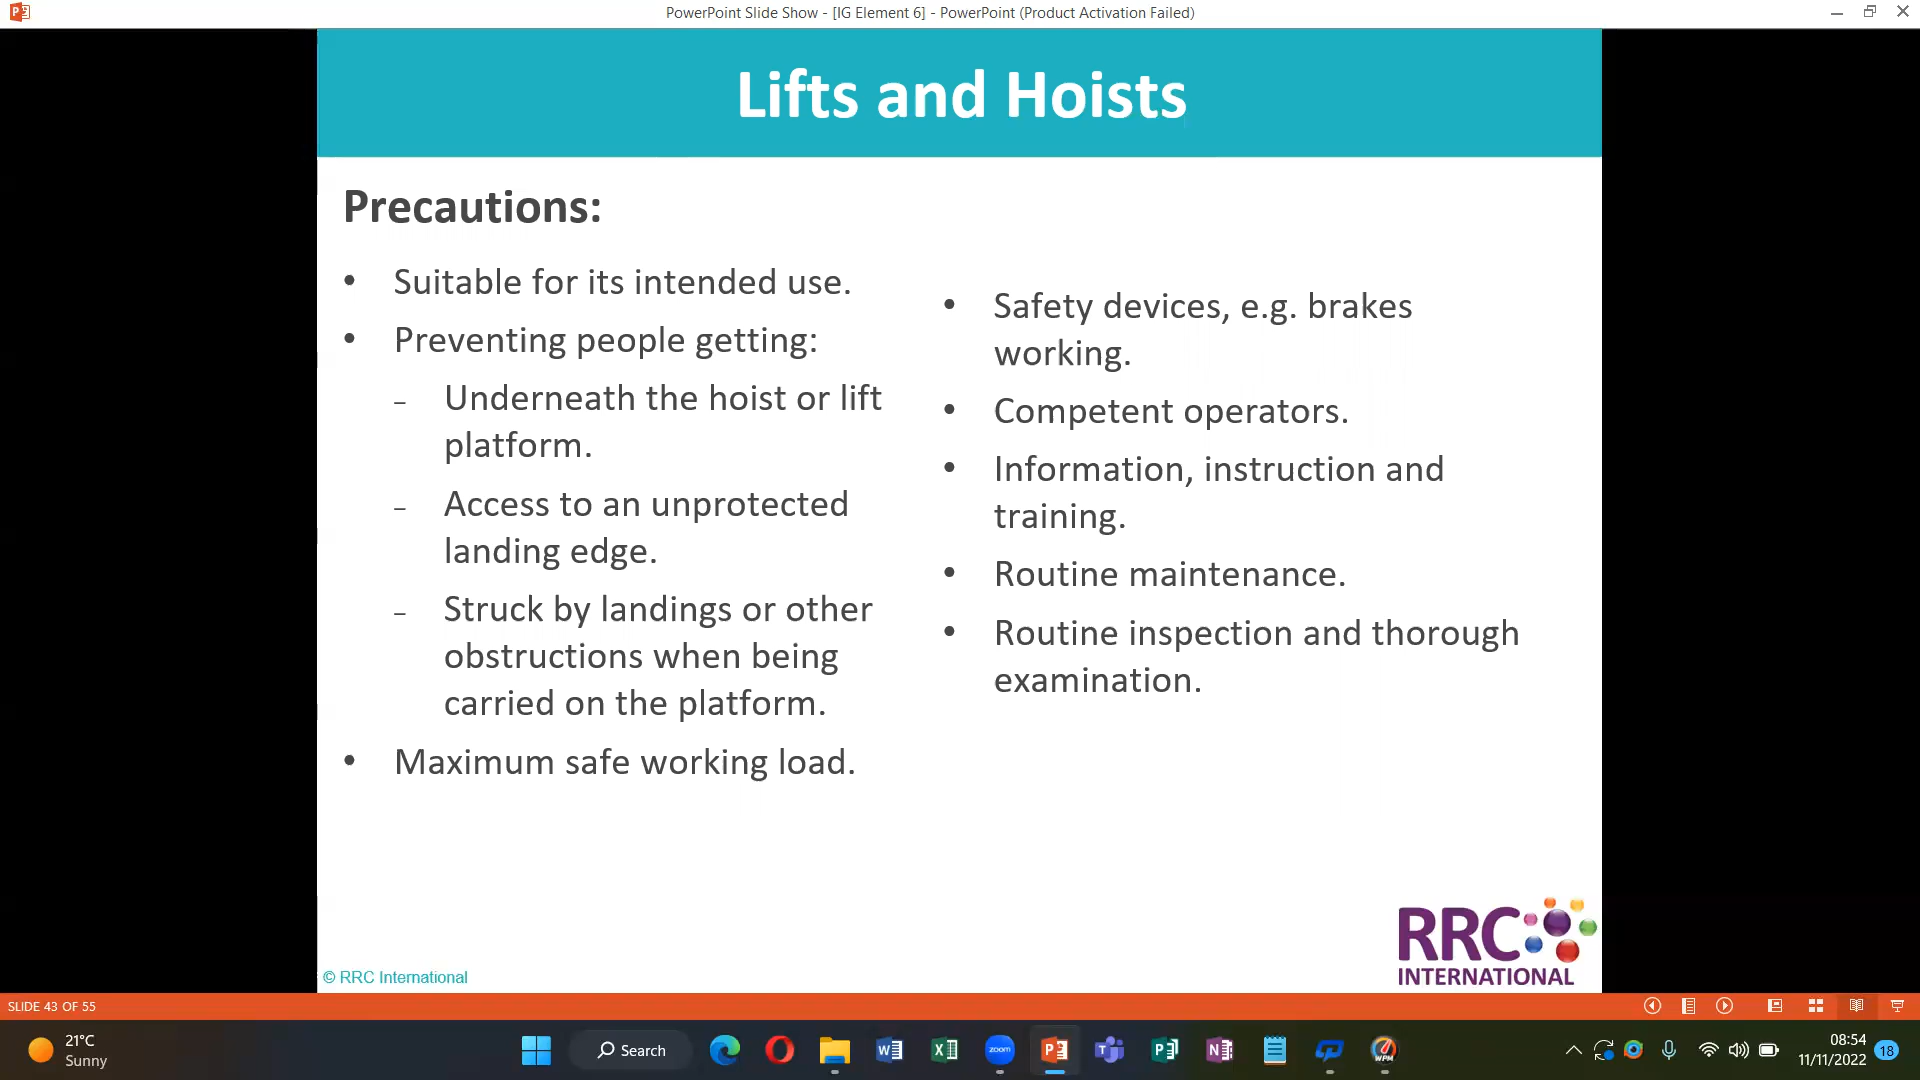 PowerPoint Slide Show - [IG Element 6] - PowerPoint (Product Activation Failed)
Lifts and Hoists
Precautions:
• Suitable for its intended use.
• Preventing people getting:
– Underneath the hoist or lift
platform.
– Access to an unprotected
landing edge.
– Struck by landings or other
obstructions when being
carried on the platform.
• Maximum safe working load.
• Safety devices, e.g. brakes
working.
• Competent operators.
• Information, instruction and
training.
• Routine maintenance.
• Routine inspection and thorough
examination.
RRC
INTERNATIONAL
© RRC International
SLIDE 43 OF 55
21°C
Sunny
Search
zoom
WPM
08:54
11/11/2022
18